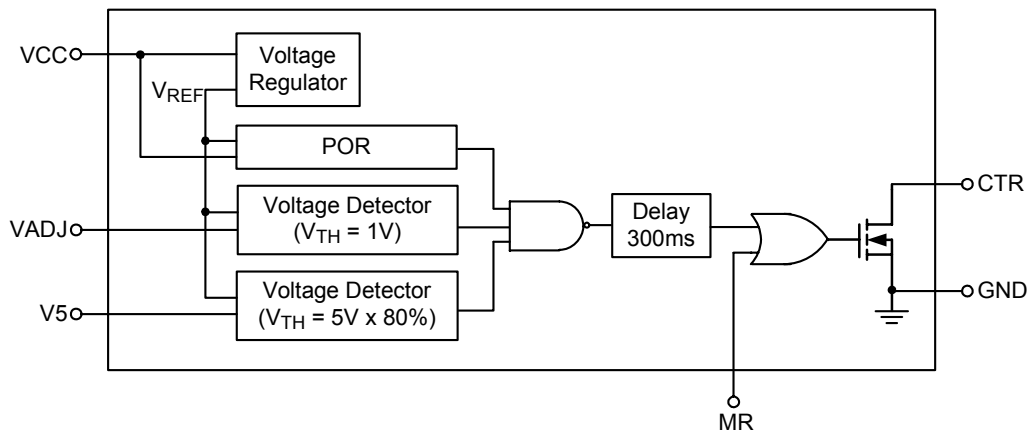 VCC
Voltage
Regulator
VREF
POR
CTR
Voltage Detector
(VTH = 1V)
VADJ
Delay
300ms
Voltage Detector
(VTH = 5V x 80%)
V5
GND
MR